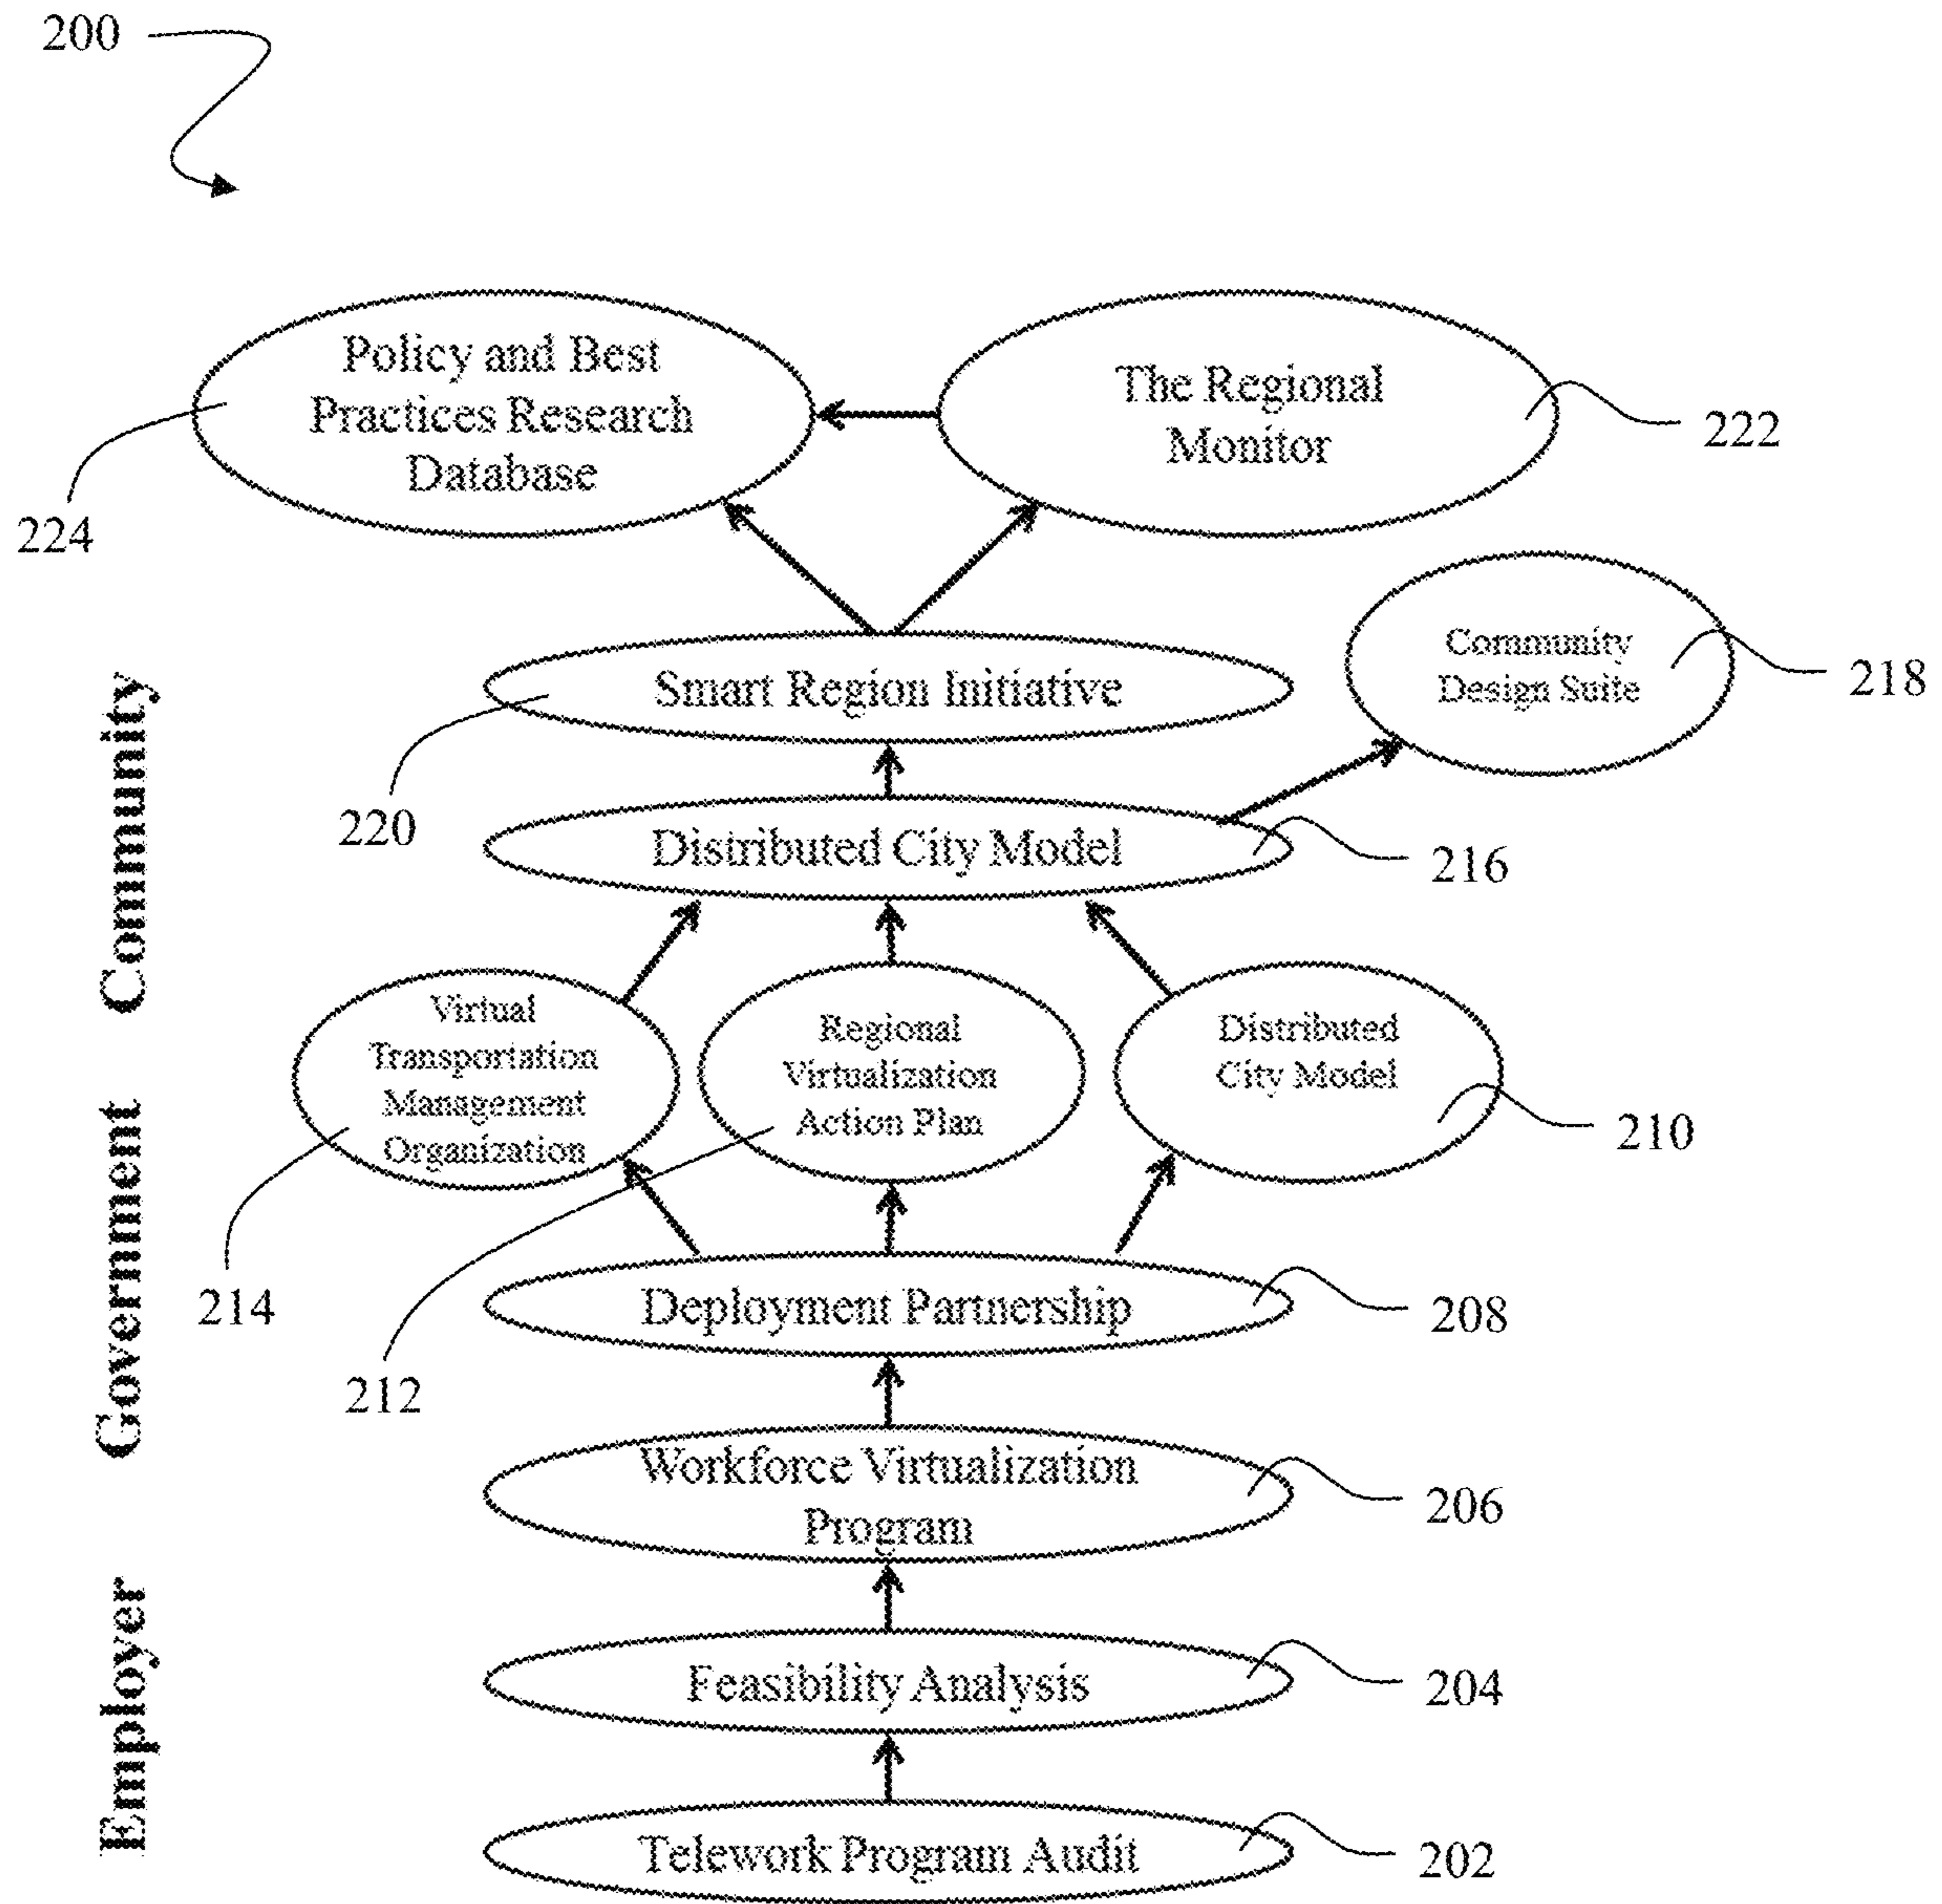 200
Policy and Best
Practices Research
Database
The Regional
Monitor
222
224
Community
Design Suite
218
Smart Region Initiative
220
Distributed City Model
216
Virtual
Transportation
Management
Organization
Regional
Virtualization
Action Plan
Distributed
City Model
210
214
212
Deployment Partnership
208
Workforce Virtualization
Program
206
Feasibility Analysis
204
Telework Program Audit
202
Community
Government
Employer